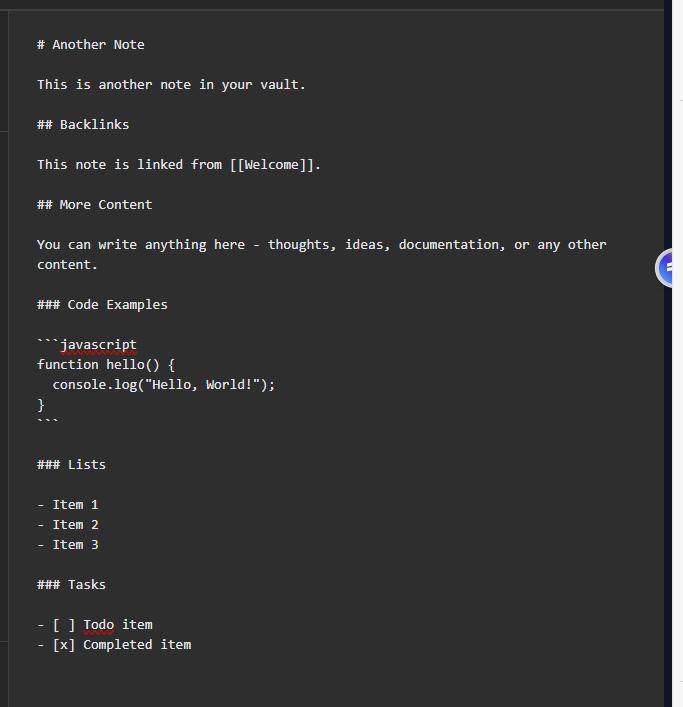 # Another Note
This is another note in your vault.
## Backlinks
This note is linked from [[Welcome]].
## More Content
You can write anything here - thoughts, ideas, documentation, or any other
content.
### Code Examples
```javascript
function hello() {
  console.log("Hello, World!");
}
```
### Lists
- Item 1
- Item 2
- Item 3
### Tasks
- [ ] Todo item
- [x] Completed item